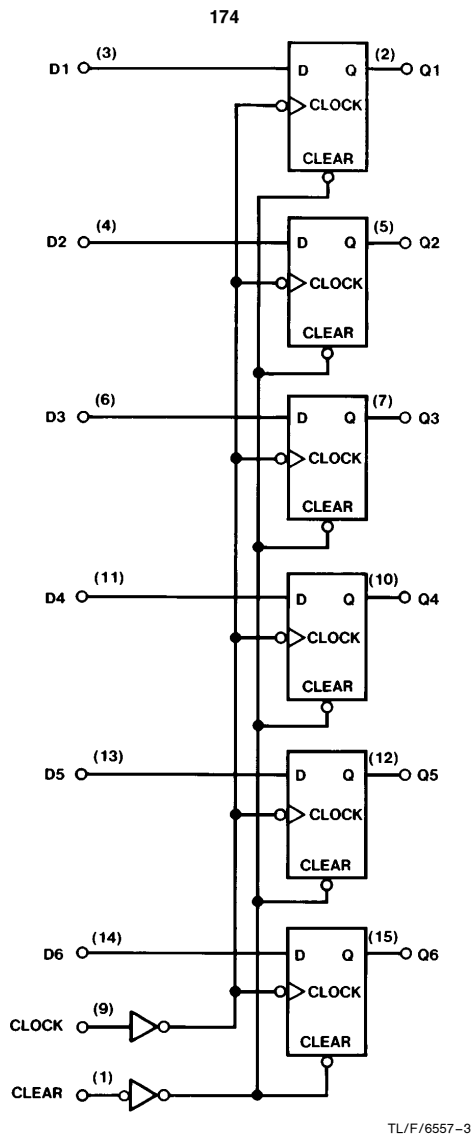 174
D1 (3) D Q (2) Q1
CLOCK
CLEAR
D2 (4) D Q (5) Q2
CLOCK
CLEAR
D3 (6) D Q (7) Q3
CLOCK
CLEAR
D4 (11) D Q (10) Q4
CLOCK
CLEAR
D5 (13) D Q (12) Q5
CLOCK
CLEAR
D6 (14) D Q (15) Q6
CLOCK
CLOCK (9)
CLEAR
CLEAR (1)
TL/F/6557–3